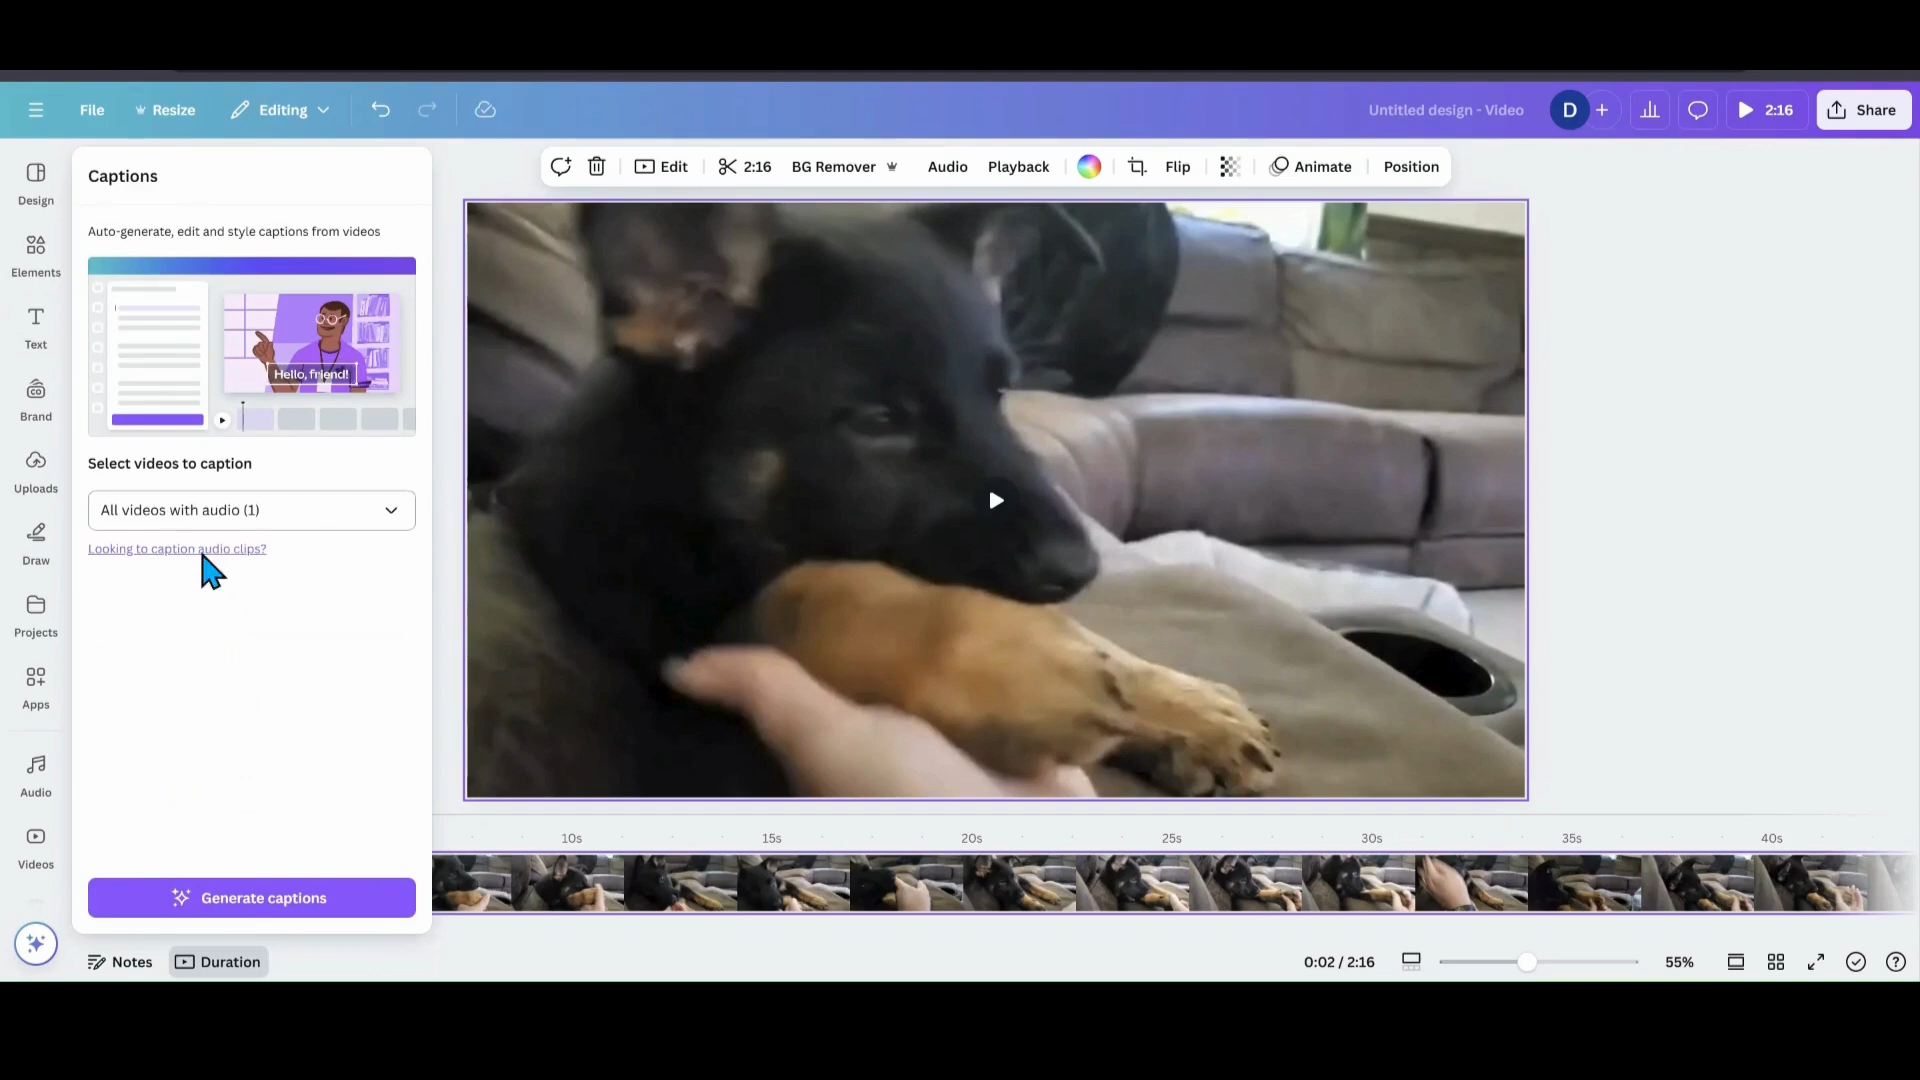 File
Resize
Editing
Untitled design - Video
D
+
2:16
Share
Design
Elements
Text
Brand
Uploads
Draw
Projects
Apps
Audio
Videos
Captions
Auto-generate, edit and style captions from videos
Hello, friend!
Select videos to caption
All videos with audio (1)
Looking to caption audio clips?
Generate captions
Edit
2:16
BG Remover
Audio
Playback
Flip
Animate
Position
10s
15s
20s
25s
30s
35s
40s
Notes
Duration
0:02 / 2:16
55%